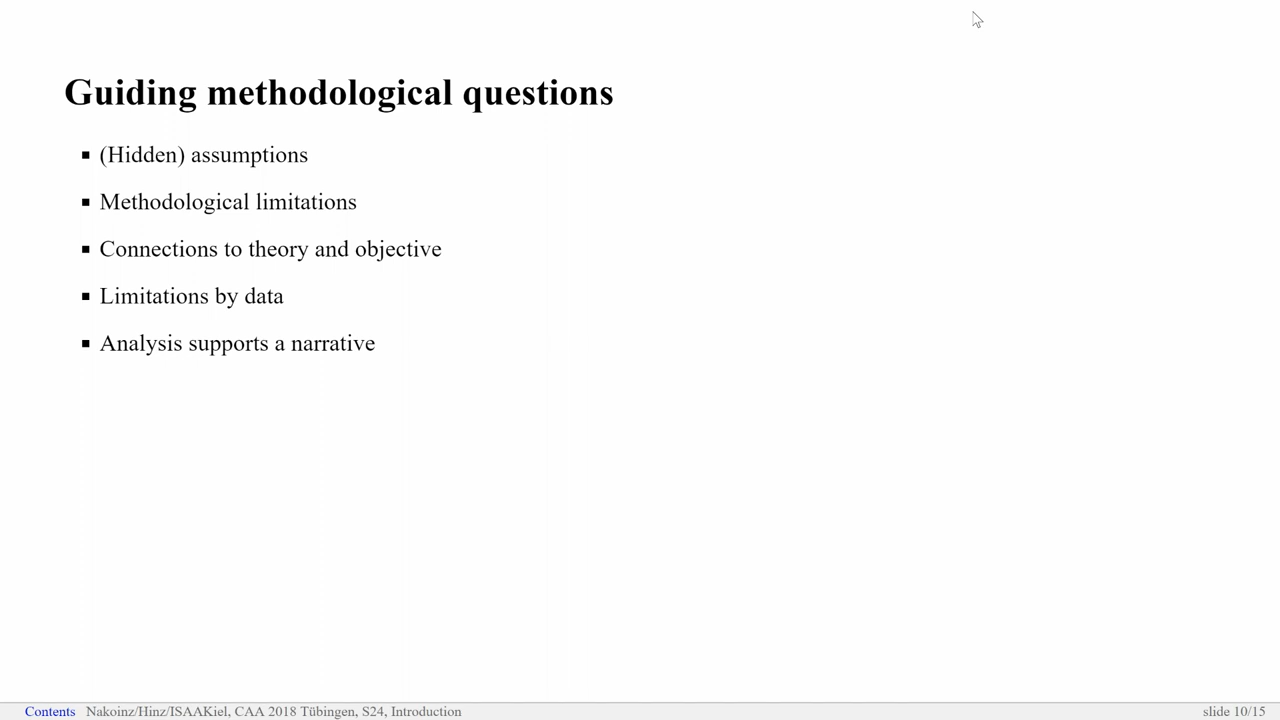 Guiding methodological questions
(Hidden) assumptions
Methodological limitations
Connections to theory and objective
Limitations by data
Analysis supports a narrative
Contents Nakoinz/Hinz/ISAAKiel, CAA 2018 Tübingen, S24, Introduction slide 10/15